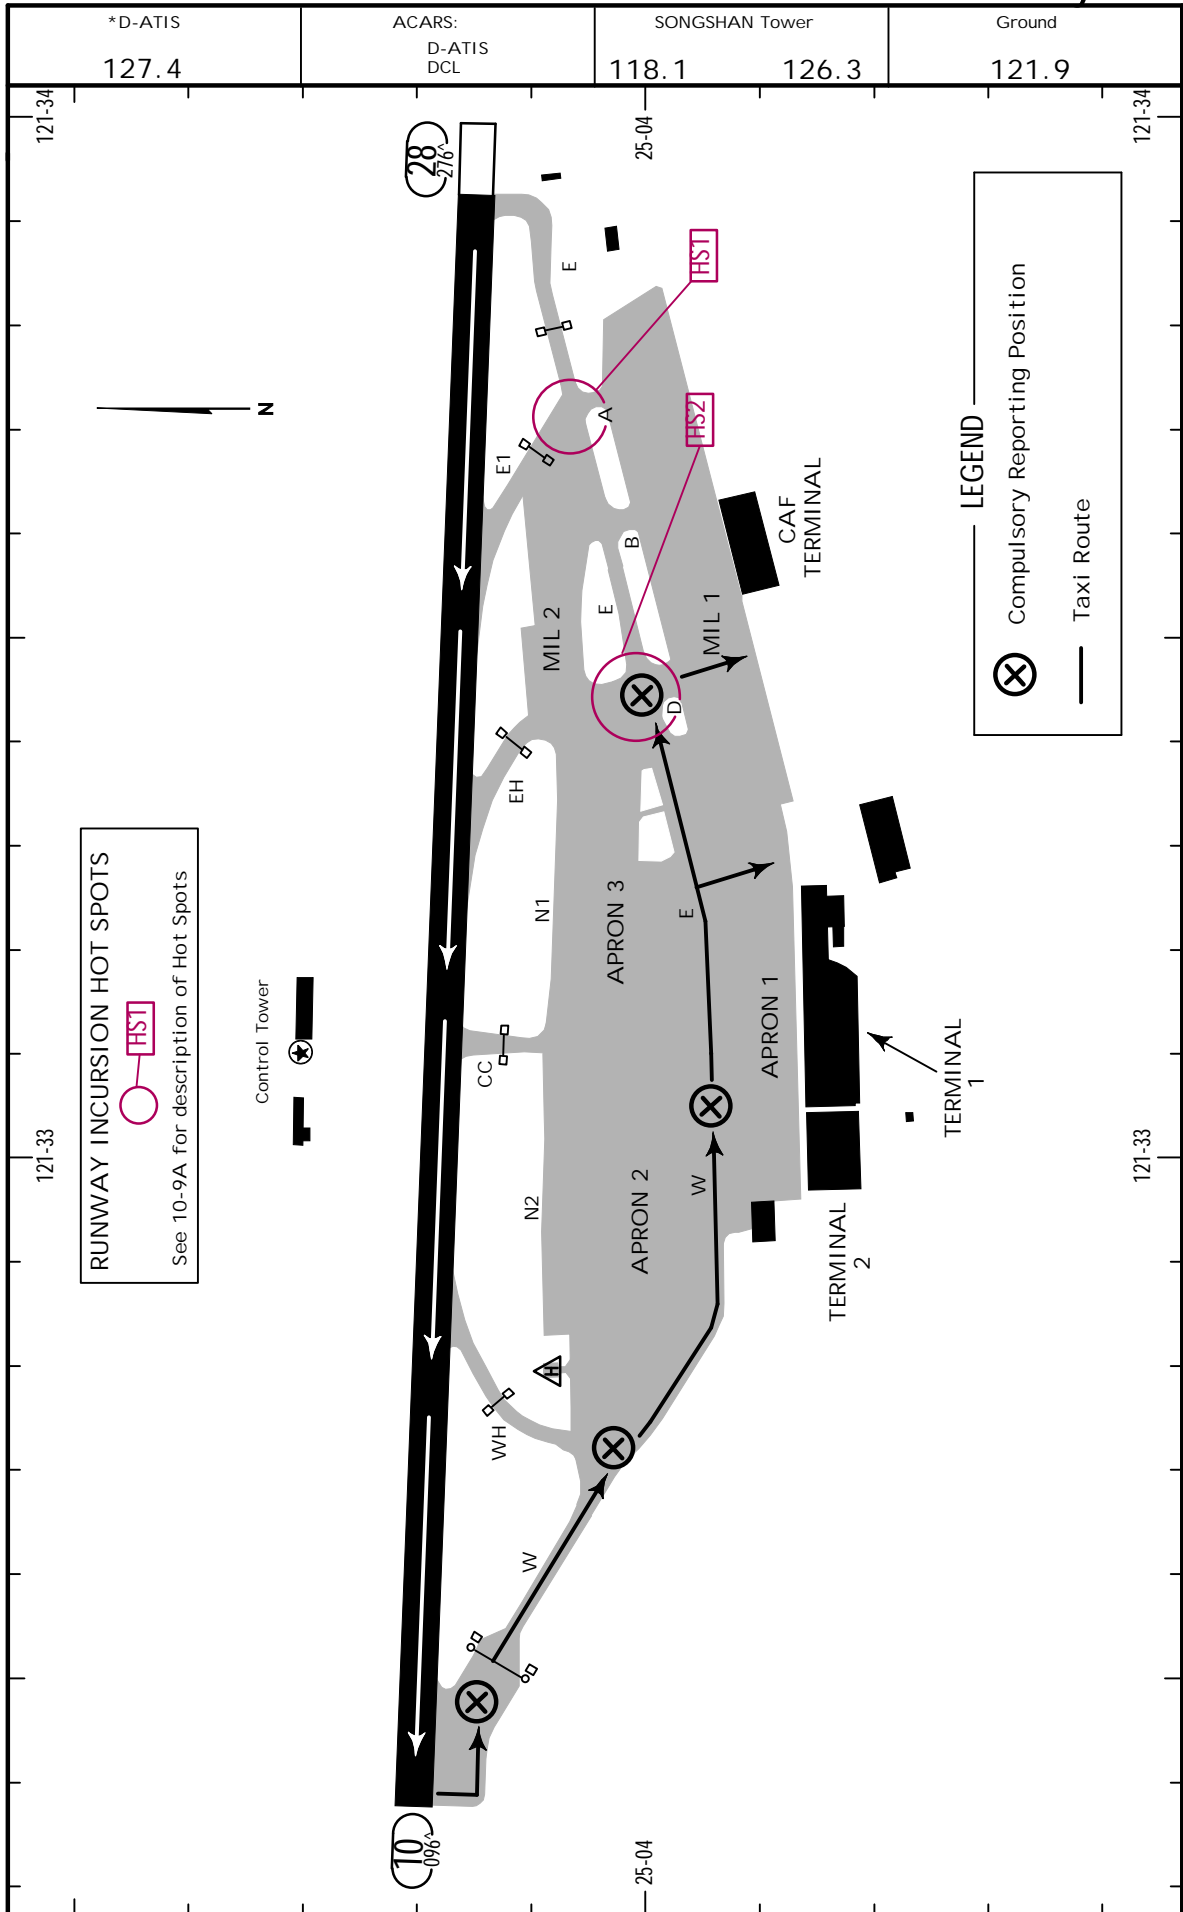 *D-ATIS
127.4
ACARS:
D-ATIS
DCL
SONGSHAN Tower
118.1 126.3
Ground
121.9
121-34
25-04
121-34
28
276^
E
HS1
A
HS2
E1
B
E
MIL 2
MIL 1
CAF
TERMINAL
D
EH
N
LEGEND
Compulsory Reporting Position
Taxi Route
RUNWAY INCURSION HOT SPOTS
HS1
See 10-9A for description of Hot Spots
Control Tower
N1
APRON 3
E
APRON 1
CC
TERMINAL
1
121-33
121-33
N2
APRON 2
W
TERMINAL
2
H
WH
W
10
096^
25-04